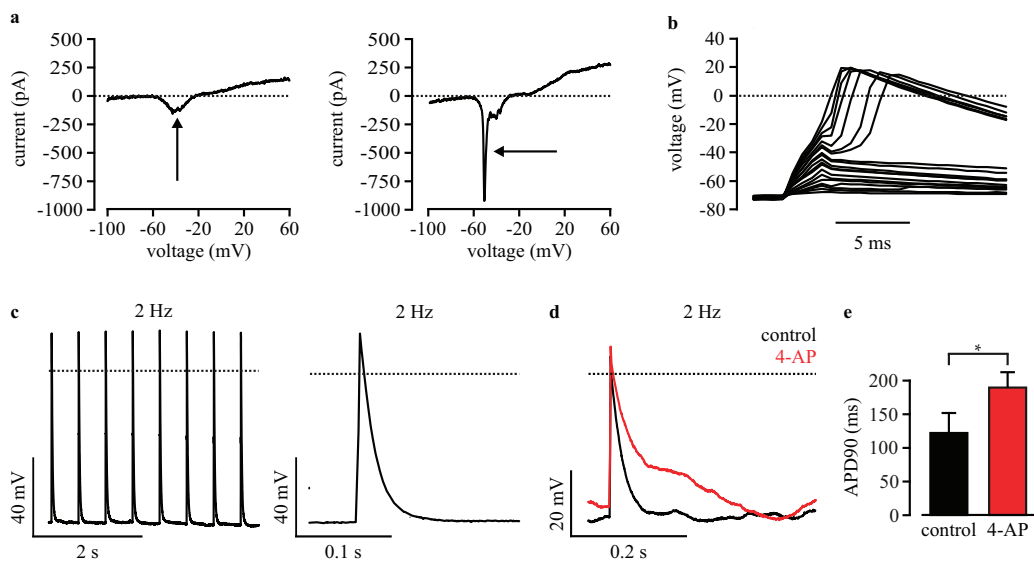 a
current (pA)
500
250
0
-250
-500
-750
-1000
-100 -60 -20 20 60
voltage (mV)
current (pA)
500
250
0
-250
-500
-750
-1000
-100 -60 -20 20 60
voltage (mV)
b
voltage (mV)
40
20
0
-20
-40
-60
-80
5 ms
c
2 Hz
40 mV
2 s
2 Hz
40 mV
0.1 s
d
2 Hz
control
4-AP
20 mV
0.2 s
e
*
APD90 (ms)
200
150
100
50
0
control 4-AP